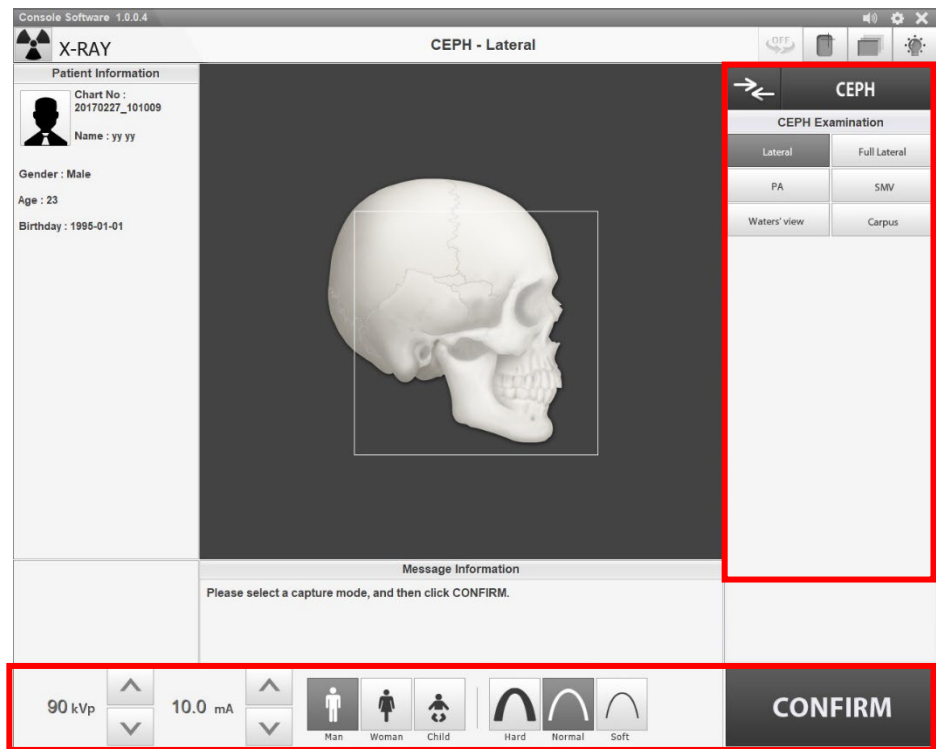 Console Software 1.0.0.4
X-RAY
CEPH - Lateral
OFF
Patient Information
Chart No :
20170227_101009
Name : yy yy
Gender : Male
Age : 23
Birthday : 1995-01-01
CEPH
CEPH Examination
Lateral
Full Lateral
PA
SMV
Waters' view
Carpus
Message Information
Please select a capture mode, and then click CONFIRM.
90 kVp
10.0 mA
Man
Woman
Child
Hard
Normal
Soft
CONFIRM